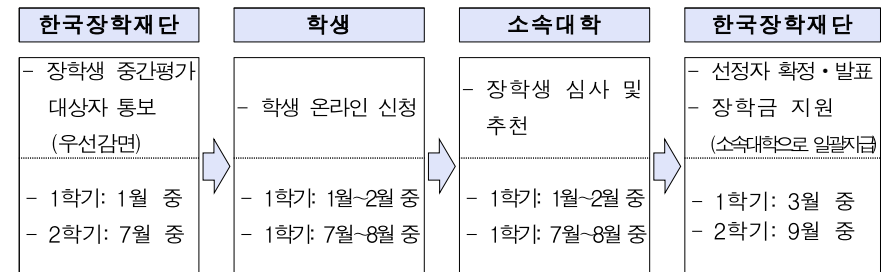 한국장학재단
- 장학생 중간평가
대상자 통보
(우선감면)
- 1학기: 1월 중
- 2학기: 7월 중
학생
- 학생 온라인 신청
- 1학기: 1월~2월 중
- 1학기: 7월~8월 중
소속대학
- 장학생 심사 및
추천
- 1학기: 1월~2월 중
- 1학기: 7월~8월 중
한국장학재단
- 선정자 확정・발표
- 장학금 지원
(소속대학으로 일괄지급)
- 1학기: 3월 중
- 2학기: 9월 중